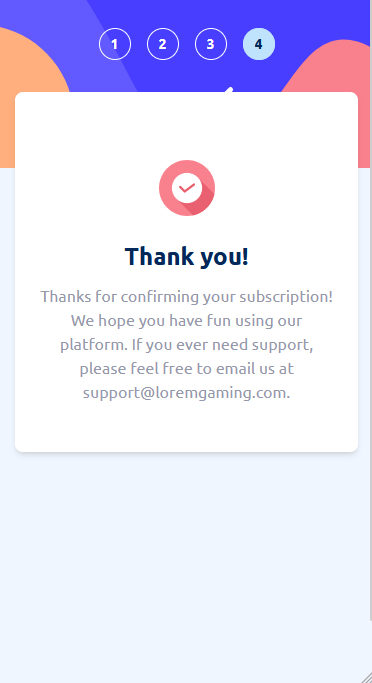 1 2 3 4
Thank you!
Thanks for confirming your subscription!
We hope you have fun using our
platform. If you ever need support,
please feel free to email us at
support@loremgaming.com.